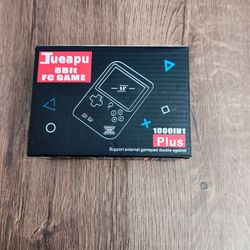 Jueapu
8Bit
FC GAME
1000IN1
Plus
Support external gamepad double against